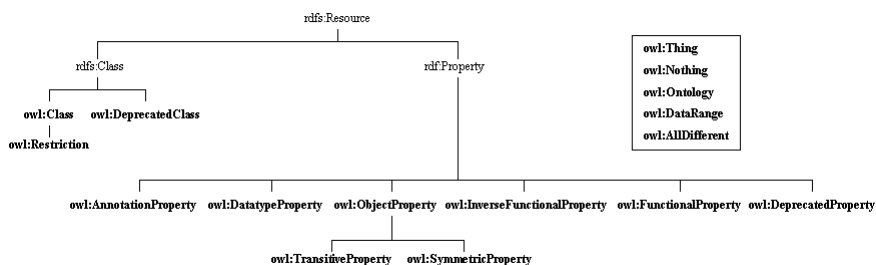 rdfs:Resource
rdfs:Class
rdf:Property
owl:Class
owl:DeprecatedClass
owl:Restriction
owl:Thing
owl:Nothing
owl:Ontology
owl:DataRange
owl:AllDifferent
owl:AnnotationProperty
owl:DatatypeProperty
owl:ObjectProperty
owl:InverseFunctionalProperty
owl:FunctionalProperty
owl:DeprecatedProperty
owl:TransitiveProperty
owl:SymmetricProperty